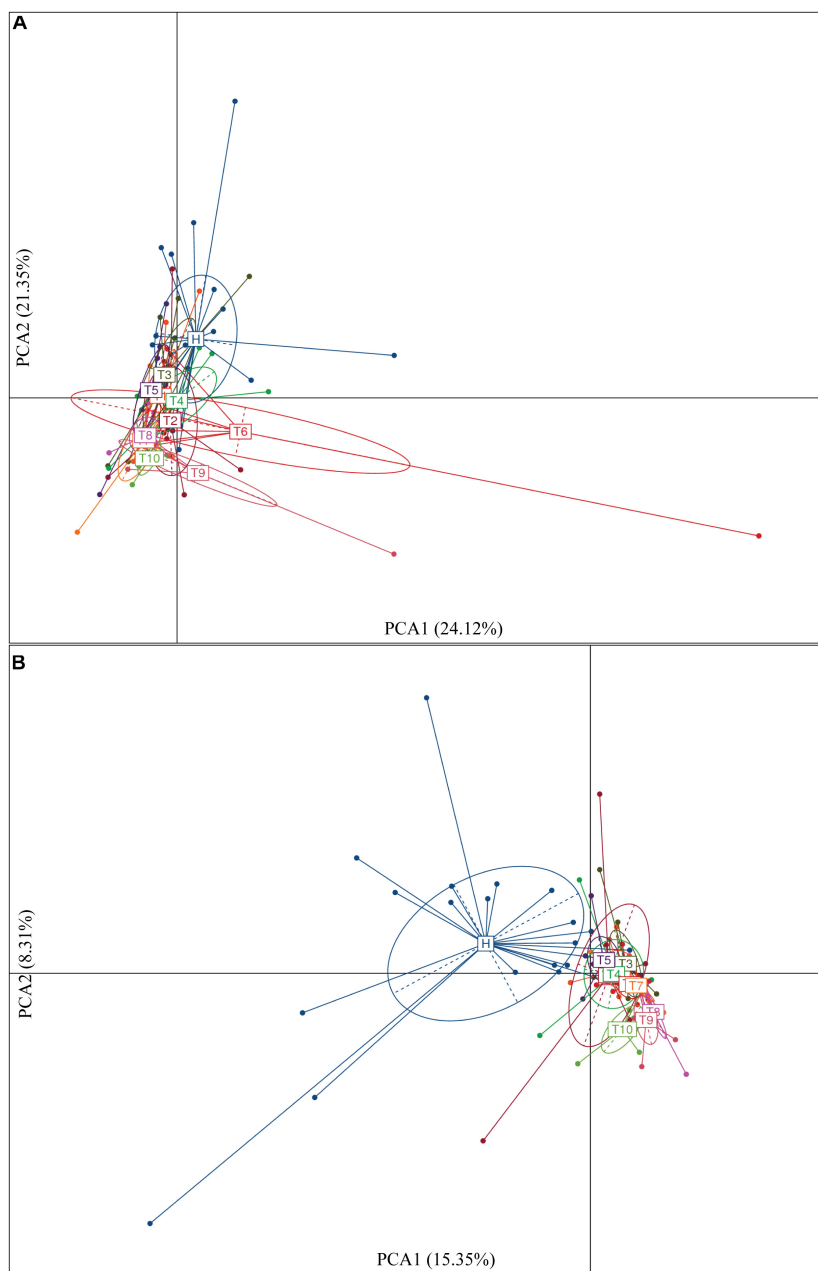 A
PCA2 (21.35%)
H
T3
T5
T4
T2
T6
T8
T10
T9
PCA1 (24.12%)
B
PCA2 (8.31%)
H
T5
T3
T4
T7
T8
T9
T10
PCA1 (15.35%)